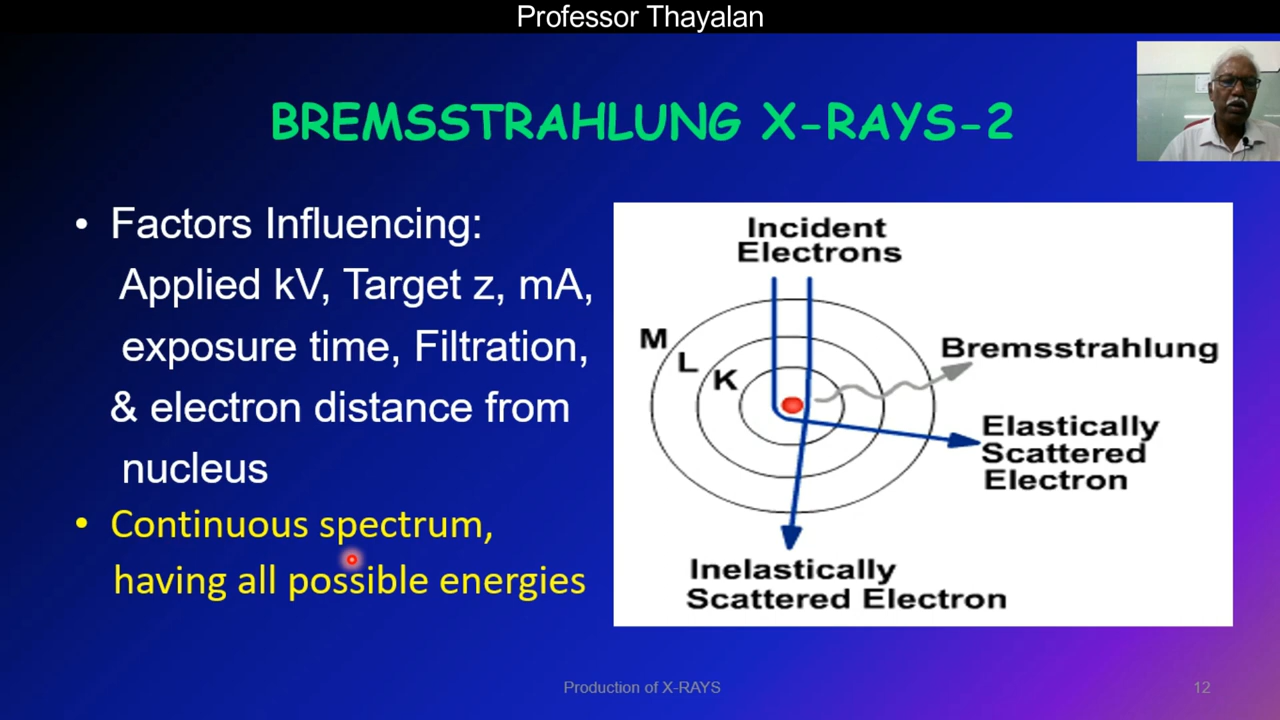 Professor Thayalan
BREMSSTRAHLUNG X-RAYS-2
• Factors Influencing:
Applied kV, Target z, mA,
exposure time, Filtration,
& electron distance from
nucleus
• Continuous spectrum,
having all possible energies
Incident
Electrons
M
L
K
Bremsstrahlung
Elastically
Scattered
Electron
Inelastically
Scattered Electron
Production of X-RAYS
12